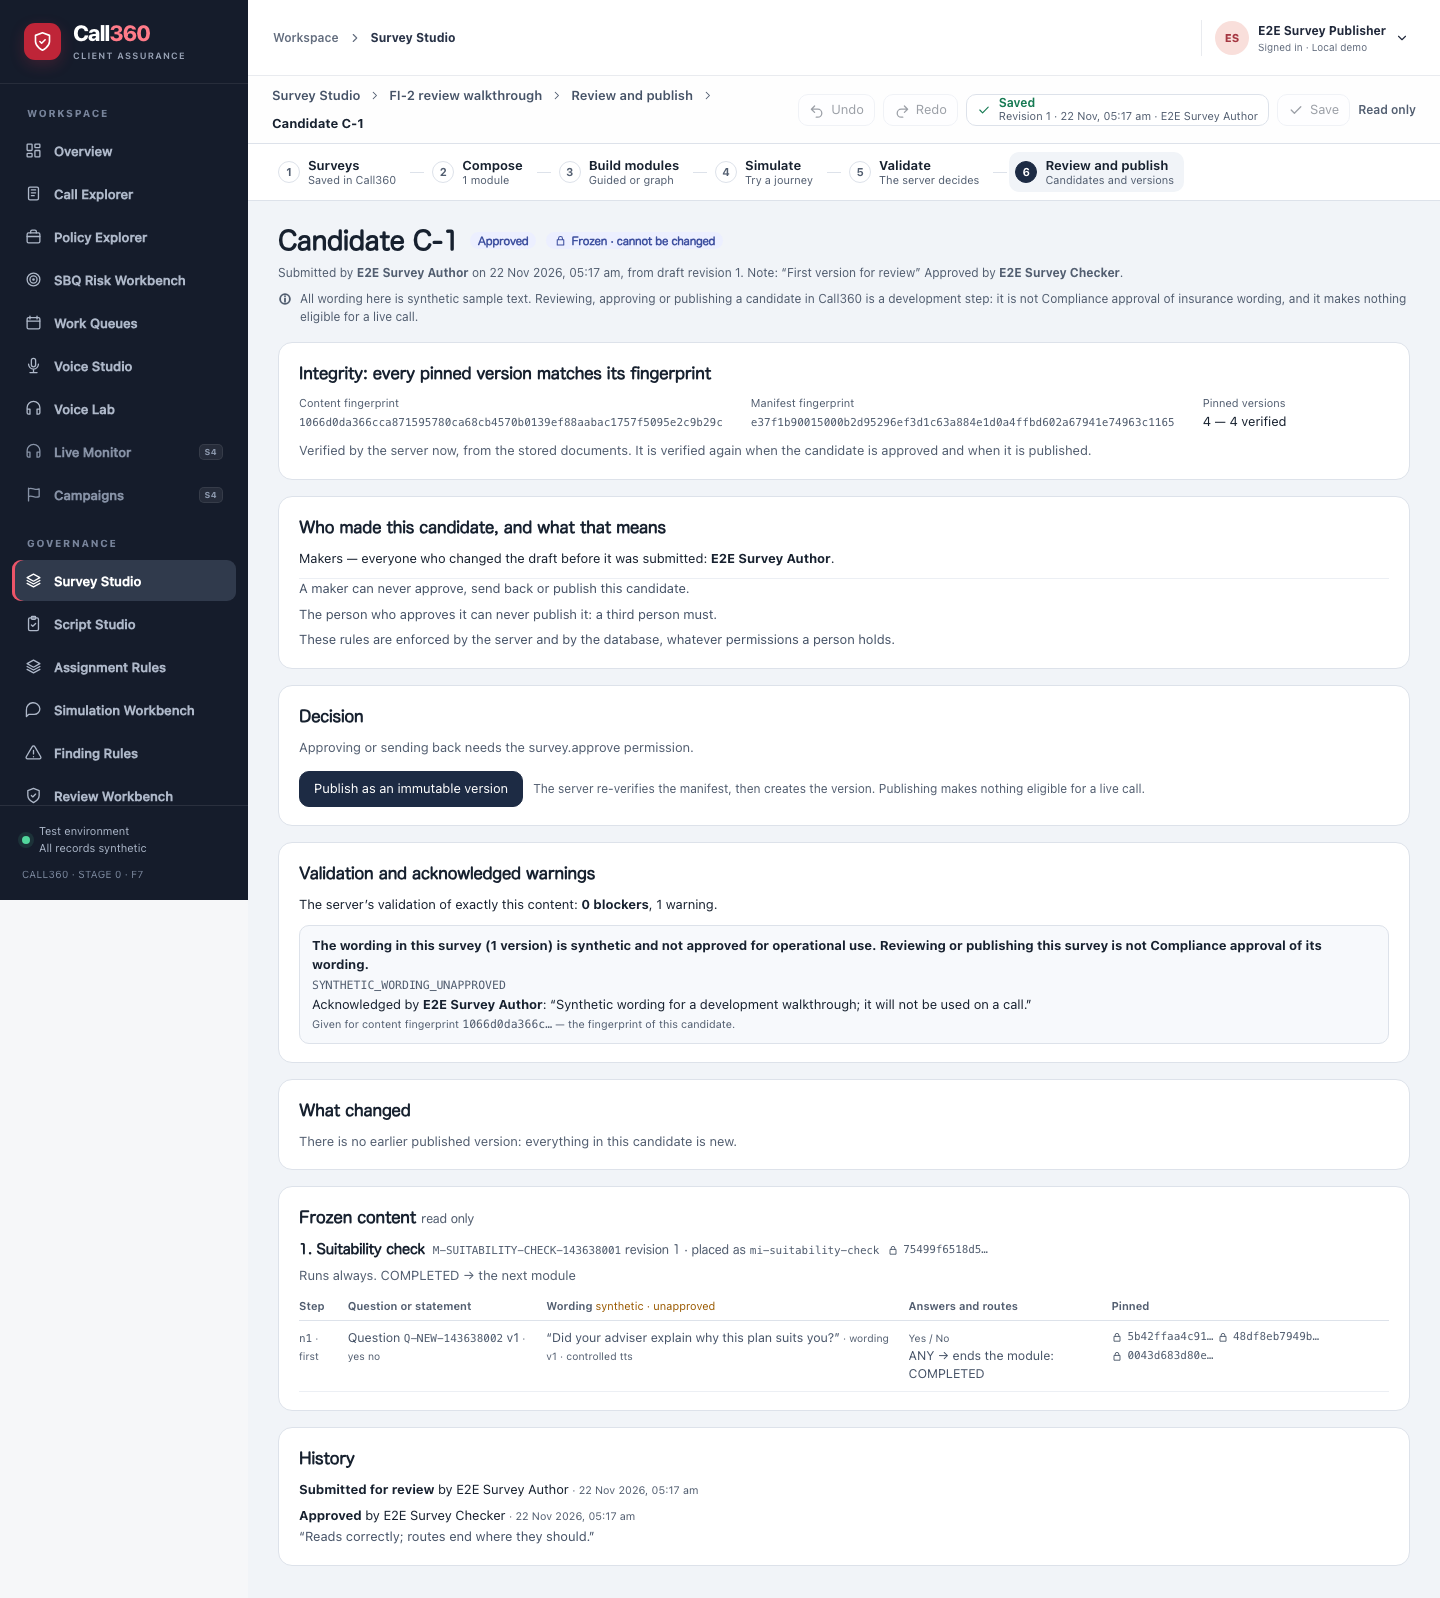 Call360
CLIENT ASSURANCE
WORKSPACE
Overview
Call Explorer
Policy Explorer
SBQ Risk Workbench
Work Queues
Voice Studio
Voice Lab
Live Monitor S4
Campaigns S4
GOVERNANCE
Survey Studio
Script Studio
Assignment Rules
Simulation Workbench
Finding Rules
Review Workbench
Test environment
All records synthetic
CALL360 · STAGE 0 · F7
Workspace > Survey Studio
ES
E2E Survey Publisher
Signed in · Local demo
Survey Studio > FI-2 review walkthrough > Review and publish >
Candidate C-1
Undo
Redo
Saved
Revision 1 · 22 Nov, 05:17 am · E2E Survey Author
Save
Read only
1 Surveys
Saved in Call360
2 Compose
1 module
3 Build modules
Guided or graph
4 Simulate
Try a journey
5 Validate
The server decides
6 Review and publish
Candidates and versions
Candidate C-1 Approved Frozen · cannot be changed
Submitted by E2E Survey Author on 22 Nov 2026, 05:17 am, from draft revision 1. Note: “First version for review” Approved by E2E Survey Checker.
All wording here is synthetic sample text. Reviewing, approving or publishing a candidate in Call360 is a development step: it is not Compliance approval of insurance wording, and it makes nothing
eligible for a live call.
Integrity: every pinned version matches its fingerprint
Content fingerprint
1066d0da366cca871595780ca68cb4570b0139ef88aabac1757f5095e2c9b29c
Manifest fingerprint
e37f1b90015000b2d95296ef3d1c63a884e1d0a4ffbd602a67941e74963c1165
Pinned versions
4 — 4 verified
Verified by the server now, from the stored documents. It is verified again when the candidate is approved and when it is published.
Who made this candidate, and what that means
Makers — everyone who changed the draft before it was submitted: E2E Survey Author.
A maker can never approve, send back or publish this candidate.
The person who approves it can never publish it: a third person must.
These rules are enforced by the server and by the database, whatever permissions a person holds.
Decision
Approving or sending back needs the survey.approve permission.
Publish as an immutable version
The server re-verifies the manifest, then creates the version. Publishing makes nothing eligible for a live call.
Validation and acknowledged warnings
The server’s validation of exactly this content: 0 blockers, 1 warning.
The wording in this survey (1 version) is synthetic and not approved for operational use. Reviewing or publishing this survey is not Compliance approval of its
wording.
SYNTHETIC_WORDING_UNAPPROVED
Acknowledged by E2E Survey Author: “Synthetic wording for a development walkthrough; it will not be used on a call.”
Given for content fingerprint 1066d0da366c… — the fingerprint of this candidate.
What changed
There is no earlier published version: everything in this candidate is new.
Frozen content read only
1. Suitability check M-SUITABILITY-CHECK-143638001 revision 1 · placed as mi-suitability-check 75499f6518d5…
Runs always. COMPLETED → the next module
Step Question or statement Wording synthetic · unapproved Answers and routes Pinned
n1 ·
first
Question Q-NEW-143638002 v1 ·
yes no
“Did your adviser explain why this plan suits you?” · wording
v1 · controlled tts
Yes / No
ANY → ends the module:
COMPLETED
5b42ffaa4c91… 48df8eb7949b…
0043d683d80e…
History
Submitted for review by E2E Survey Author · 22 Nov 2026, 05:17 am
Approved by E2E Survey Checker · 22 Nov 2026, 05:17 am
“Reads correctly; routes end where they should.”